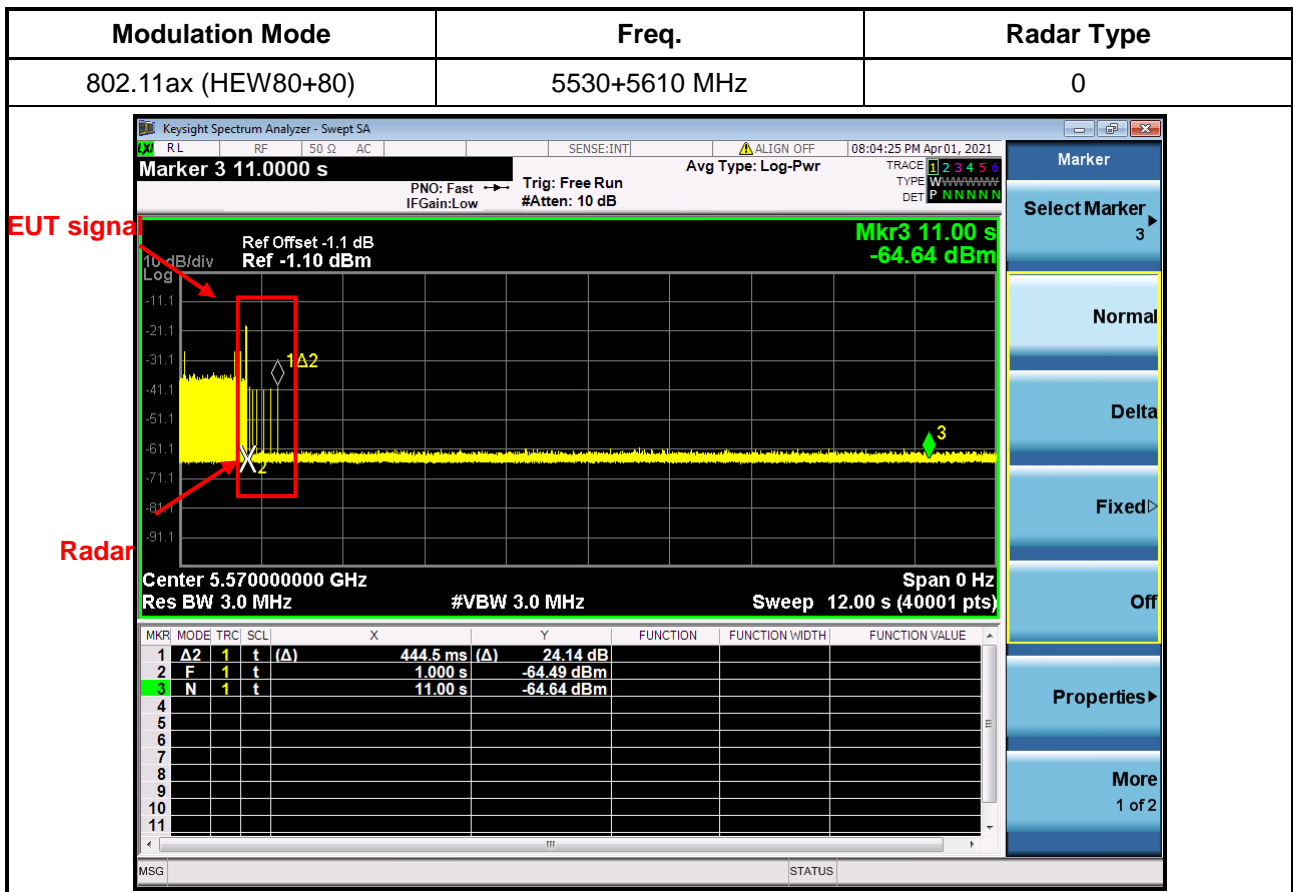 Modulation Mode Freq. Radar Type
802.11ax (HEW80+80) 5530+5610 MHz 0
Keysight Spectrum Analyzer - Swept SA
LXI RL RF 50 Ω AC SENSE:INT ALIGN OFF 08:04:25 PM Apr 01, 2021
Marker 3 11.0000 s
PNO: Fast
IFGain:Low
Trig: Free Run
#Atten: 10 dB
Avg Type: Log-Pwr
TRACE 1 2 3 4 5 6
TYPE WWWWWW
DET P N N N N N
Marker
Select Marker
3
Normal
Delta
Fixed
Off
Properties
More
1 of 2
EUT signal
Radar
Ref Offset -1.1 dB
10 dB/div Ref -1.10 dBm
Log
Mkr3 11.00 s
-64.64 dBm
-11.1
-21.1
-31.1
-41.1
-51.1
-61.1
-71.1
-81.1
-91.1
1Δ2
2
3
Center 5.570000000 GHz Span 0 Hz
Res BW 3.0 MHz #VBW 3.0 MHz Sweep 12.00 s (40001 pts)
MKR MODE TRC SCL X Y FUNCTION FUNCTION WIDTH FUNCTION VALUE
1 Δ2 1 t (Δ) 444.5 ms (Δ) 24.14 dB
2 F 1 t 1.000 s -64.49 dBm
3 N 1 t 11.00 s -64.64 dBm
4
5
6
7
8
9
10
11
MSG STATUS